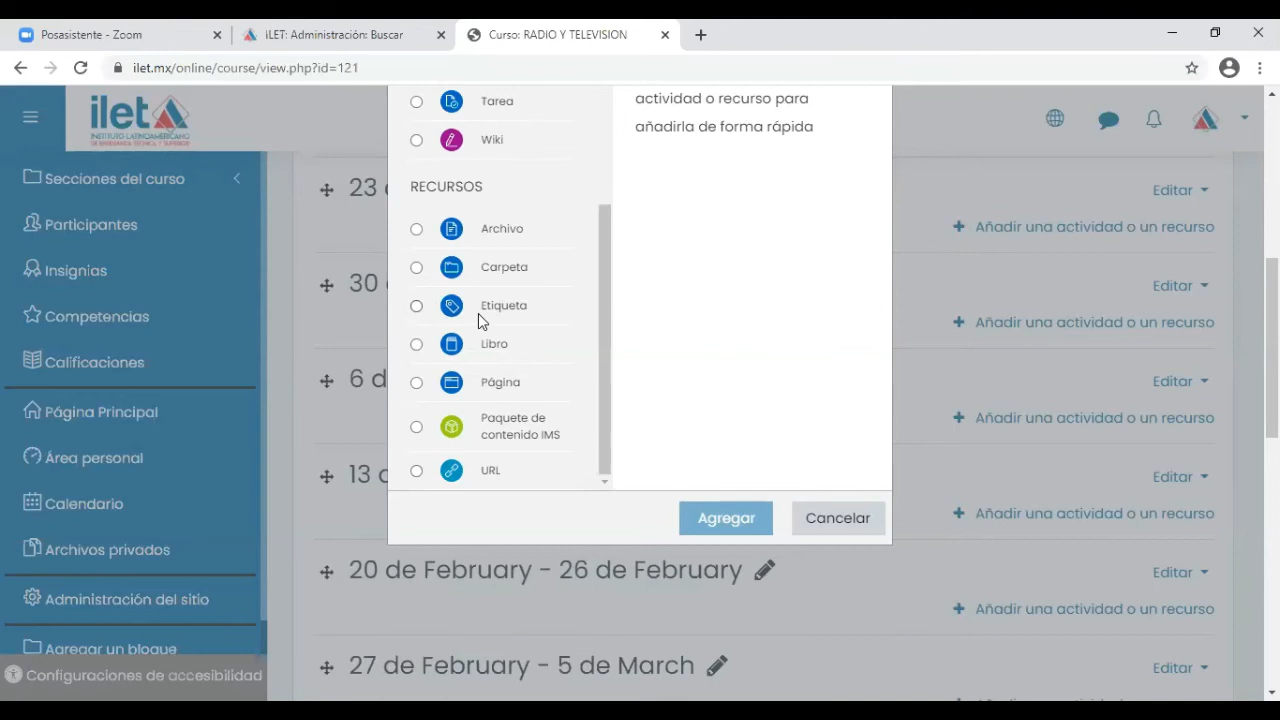 Posasistente - Zoom
ILET: Administración: Buscar
Curso: RADIO Y TELEVISION
ilet.mx/online/course/view.php?id=121
ilet
INSTITUTO LATINOAMERICANO
DE ENSEÑANZA TÉCNICA Y SUPERIOR
Secciones del curso
Participantes
Insignias
Competencias
Calificaciones
Página Principal
Área personal
Calendario
Archivos privados
Administración del sitio
Agregar un bloque
Configuraciones de accesibilidad
Tarea
Wiki
RECURSOS
Archivo
Carpeta
Etiqueta
Libro
Página
Paquete de
contenido IMS
URL
actividad o recurso para
añadirla de forma rápida
Agregar
Cancelar
23 d
Editar
+ Añadir una actividad o un recurso
30
Editar
+ Añadir una actividad o un recurso
6 d
Editar
+ Añadir una actividad o un recurso
13
Editar
+ Añadir una actividad o un recurso
20 de February - 26 de February
Editar
+ Añadir una actividad o un recurso
27 de February - 5 de March
Editar